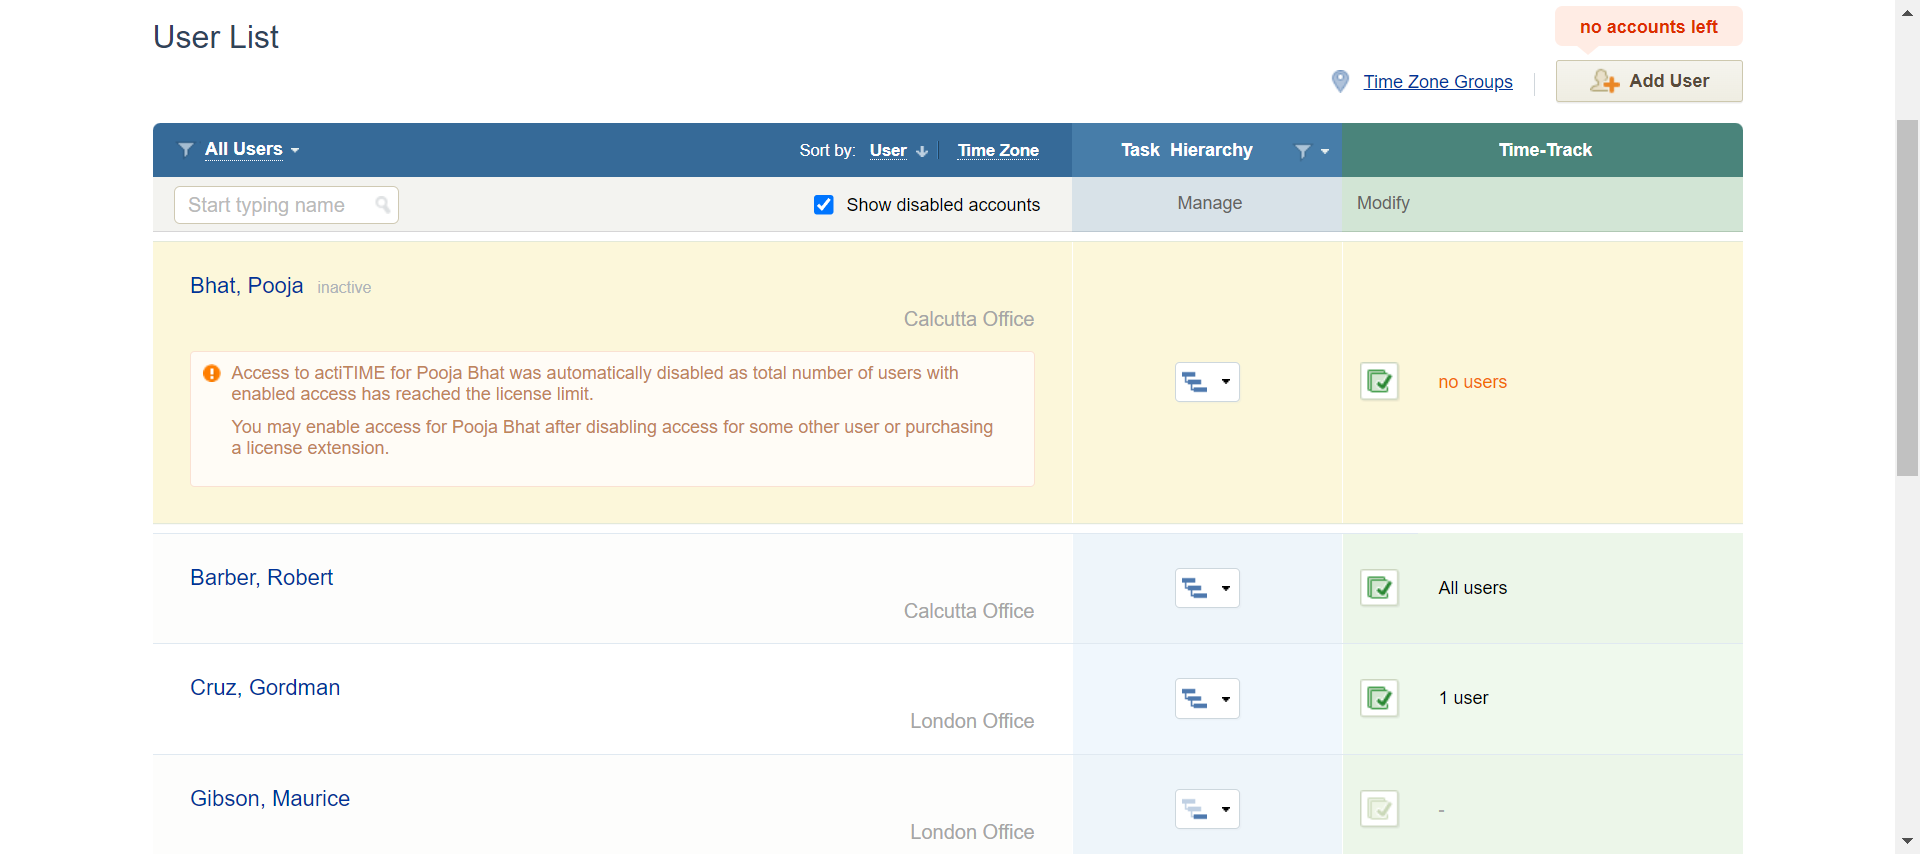 User List
no accounts left
Time Zone Groups
Add User
All Users
Sort by: User Time Zone
Task Hierarchy
Time-Track
Start typing name
Show disabled accounts
Manage
Modify
Bhat, Pooja inactive
Calcutta Office
Access to actiTIME for Pooja Bhat was automatically disabled as total number of users with
enabled access has reached the license limit.
You may enable access for Pooja Bhat after disabling access for some other user or purchasing
a license extension.
no users
Barber, Robert
Calcutta Office
All users
Cruz, Gordman
London Office
1 user
Gibson, Maurice
London Office
-